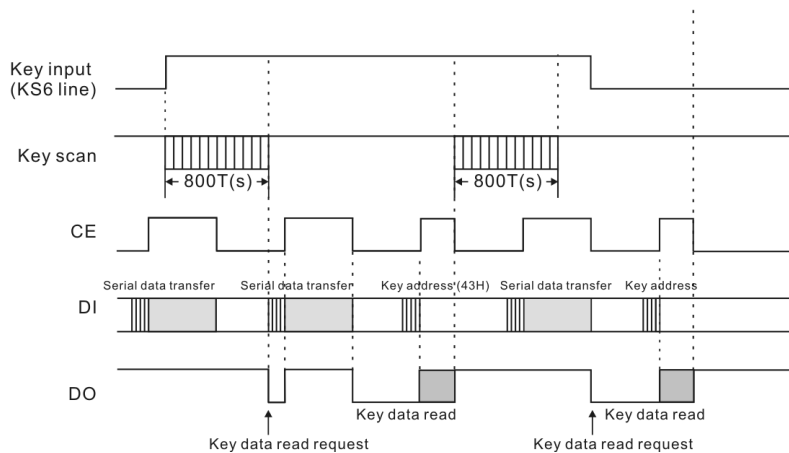 Key input
(KS6 line)
Key scan
800T(s)
800T(s)
CE
Serial data transfer
Serial data transfer
Key address (43H)
Serial data transfer
Key address
DI
DO
Key data read
Key data read
Key data read request
Key data read request